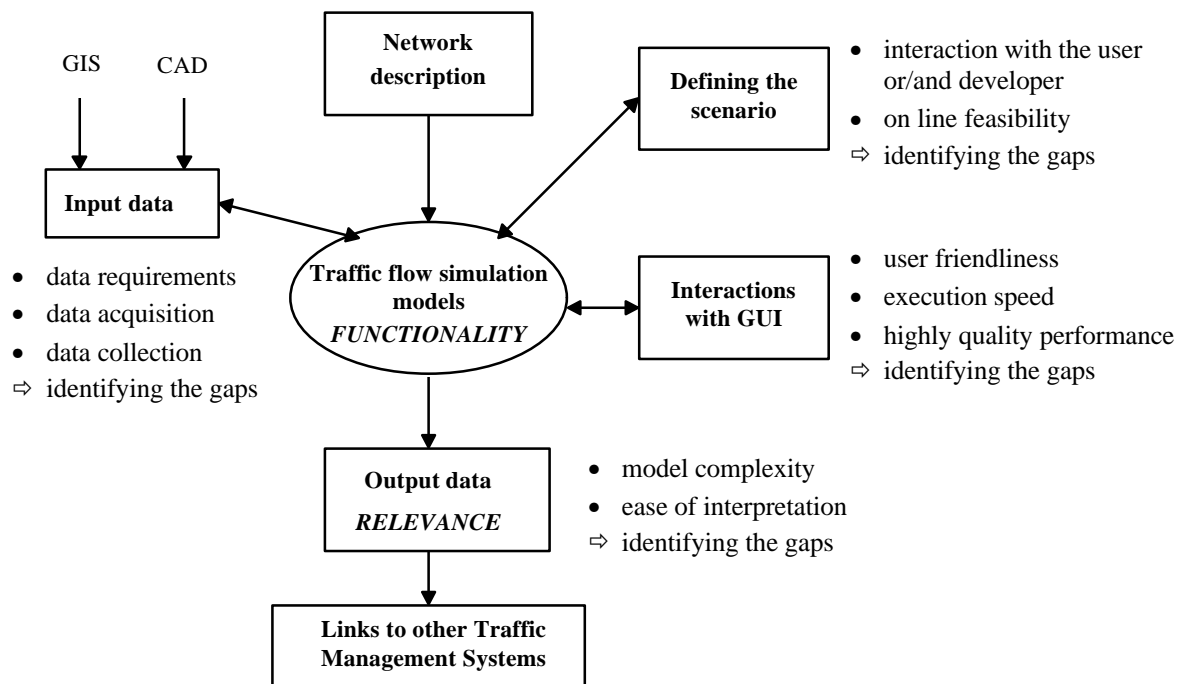 Network
description
GIS
CAD
Defining the
scenario
• interaction with the user
or/and developer
• on line feasibility
⇨ identifying the gaps
Input data
• data requirements
• data acquisition
• data collection
⇨ identifying the gaps
Traffic flow simulation
models
FUNCTIONALITY
Interactions
with GUI
• user friendliness
• execution speed
• highly quality performance
⇨ identifying the gaps
Output data
RELEVANCE
• model complexity
• ease of interpretation
⇨ identifying the gaps
Links to other Traffic
Management Systems